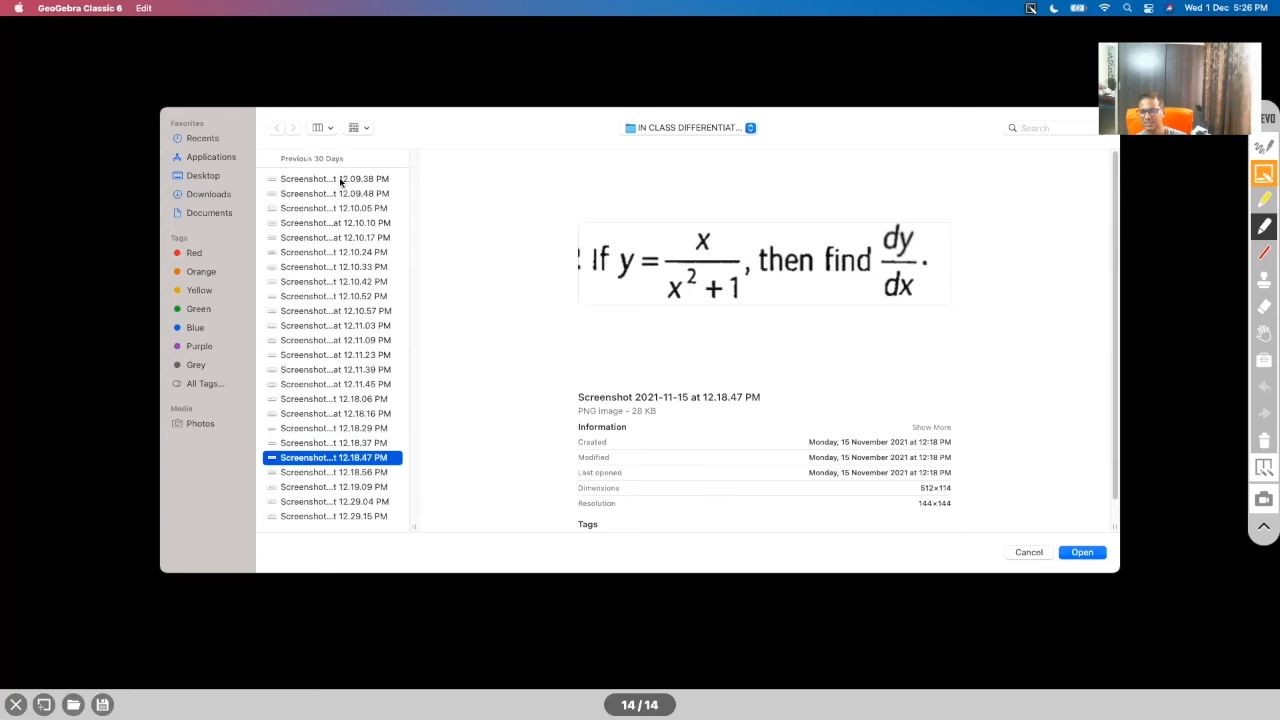 GeoGebra Classic 6 Edit
Wed 1 Dec 5:26 PM
Favorites
Recents
Applications
Desktop
Downloads
Documents
Tags
Red
Orange
Yellow
Green
Blue
Purple
Grey
All Tags...
Media
Photos
IN CLASS DIFFERENTIAT...
Search
Previous 30 Days
Screenshot...t 12.09.38 PM
Screenshot...t 12.09.48 PM
Screenshot...t 12.10.05 PM
Screenshot...at 12.10.10 PM
Screenshot...at 12.10.17 PM
Screenshot...t 12.10.24 PM
Screenshot...t 12.10.33 PM
Screenshot...t 12.10.42 PM
Screenshot...t 12.10.52 PM
Screenshot...at 12.10.57 PM
Screenshot...at 12.11.03 PM
Screenshot...at 12.11.09 PM
Screenshot...at 12.11.23 PM
Screenshot...at 12.11.39 PM
Screenshot...at 12.11.45 PM
Screenshot...t 12.18.06 PM
Screenshot...at 12.18.16 PM
Screenshot...t 12.18.29 PM
Screenshot...t 12.18.37 PM
Screenshot...t 12.18.47 PM
Screenshot...t 12.18.56 PM
Screenshot...t 12.19.09 PM
Screenshot...t 12.29.04 PM
Screenshot...t 12.29.15 PM
If y = x/(x² + 1), then find dy/dx.
Screenshot 2021-11-15 at 12.18.47 PM
PNG image - 28 KB
Information Show More
Created Monday, 15 November 2021 at 12:18 PM
Modified Monday, 15 November 2021 at 12:18 PM
Last opened Monday, 15 November 2021 at 12:18 PM
Dimensions 512×114
Resolution 144×144
Tags
Cancel Open
14 / 14